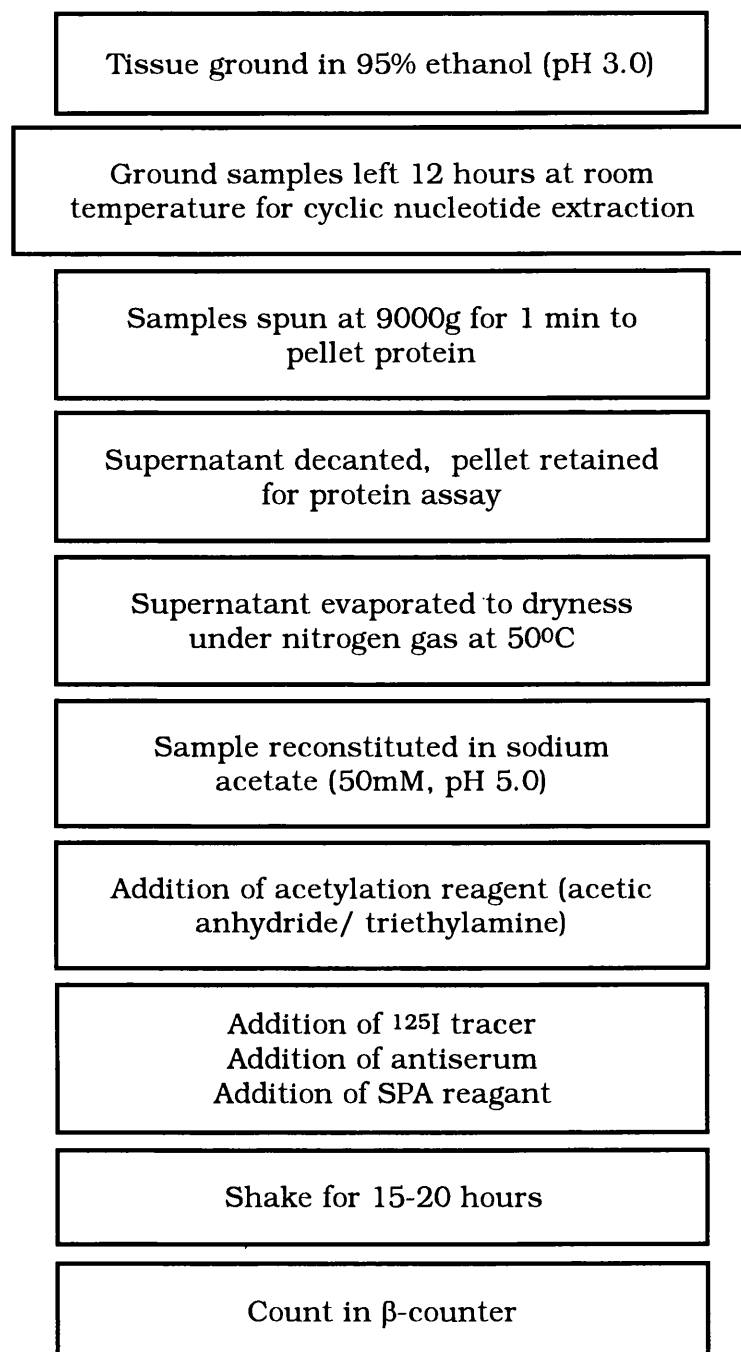 Tissue ground in 95% ethanol (pH 3.0)
Ground samples left 12 hours at room
temperature for cyclic nucleotide extraction
Samples spun at 9000g for 1 min to
pellet protein
Supernatant decanted, pellet retained
for protein assay
Supernatant evaporated to dryness
under nitrogen gas at 50⁰C
Sample reconstituted in sodium
acetate (50mM, pH 5.0)
Addition of acetylation reagent (acetic
anhydride/ triethylamine)
Addition of ¹²⁵I tracer
Addition of antiserum
Addition of SPA reagant
Shake for 15-20 hours
Count in β-counter